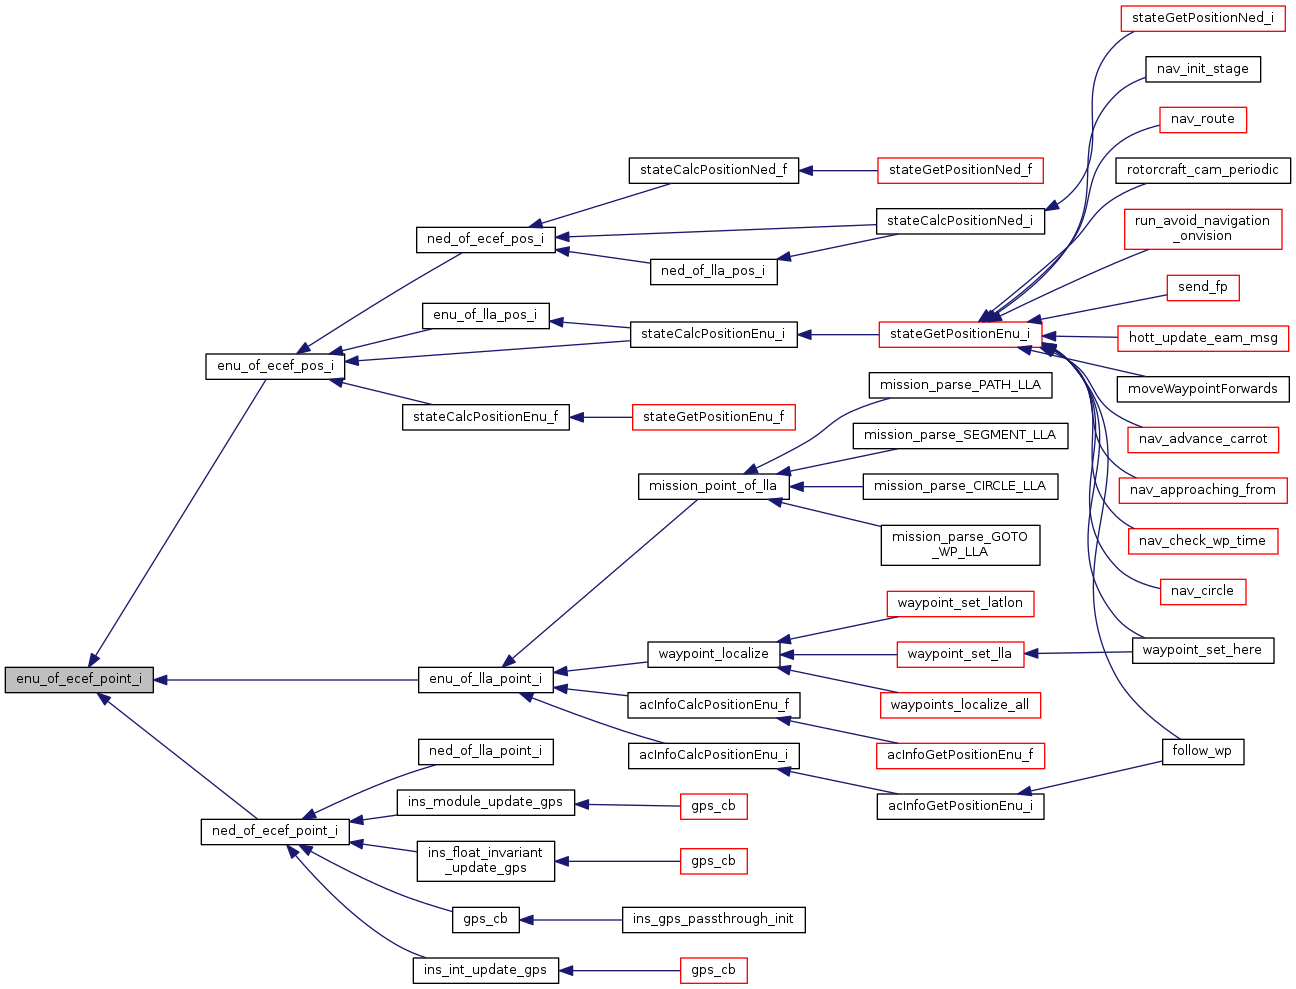 stateGetPositionNed_i
nav_init_stage
nav_route
stateCalcPositionNed_f
stateGetPositionNed_f
rotorcraft_cam_periodic
stateCalcPositionNed_i
run_avoid_navigation
_onvision
ned_of_ecef_pos_i
ned_of_lla_pos_i
send_fp
enu_of_lla_pos_i
stateCalcPositionEnu_i
stateGetPositionEnu_i
hott_update_eam_msg
enu_of_ecef_pos_i
mission_parse_PATH_LLA
moveWaypointForwards
stateCalcPositionEnu_f
stateGetPositionEnu_f
mission_parse_SEGMENT_LLA
nav_advance_carrot
mission_point_of_lla
mission_parse_CIRCLE_LLA
nav_approaching_from
mission_parse_GOTO
_WP_LLA
nav_check_wp_time
nav_circle
waypoint_set_latlon
waypoint_localize
waypoint_set_lla
waypoint_set_here
enu_of_ecef_point_i
enu_of_lla_point_i
acInfoCalcPositionEnu_f
waypoints_localize_all
ned_of_lla_point_i
acInfoCalcPositionEnu_i
acInfoGetPositionEnu_f
follow_wp
ins_module_update_gps
gps_cb
acInfoGetPositionEnu_i
ned_of_ecef_point_i
ins_float_invariant
_update_gps
gps_cb
gps_cb
ins_gps_passthrough_init
ins_int_update_gps
gps_cb